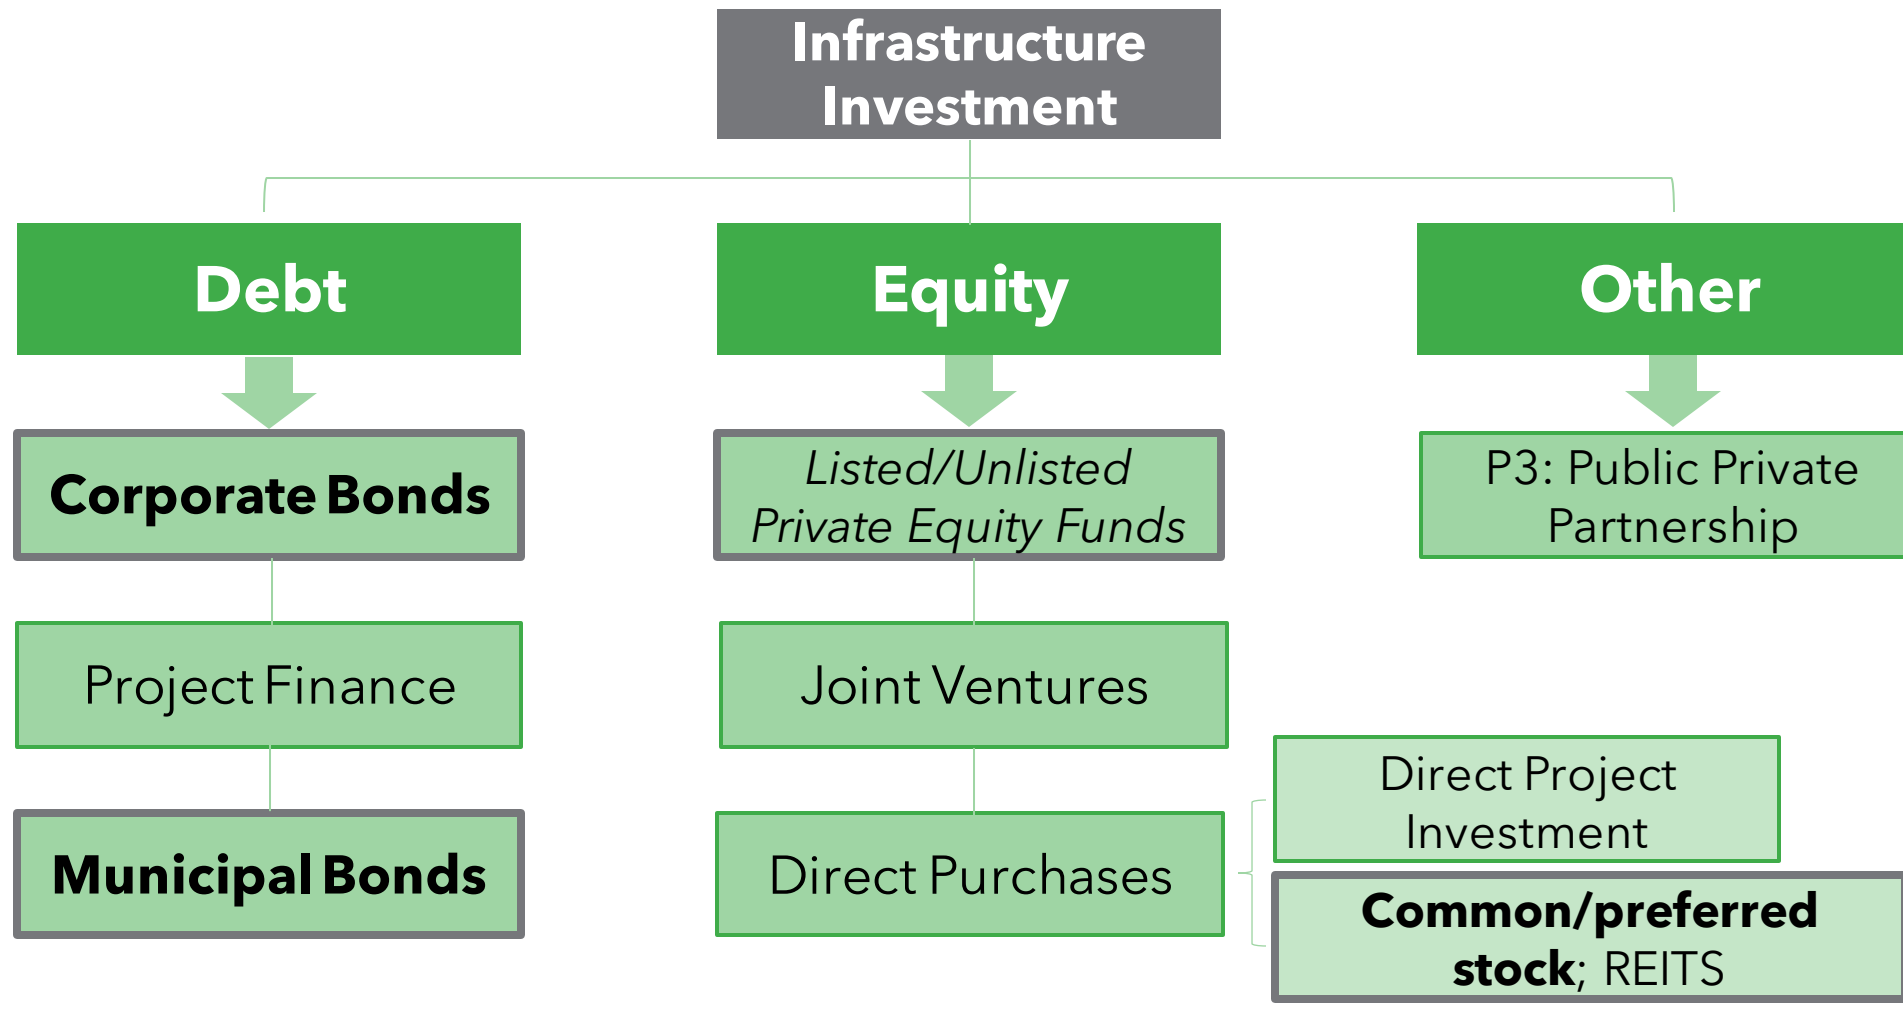 Infrastructure
Investment
Debt
Equity
Other
Corporate Bonds
Listed/Unlisted
Private Equity Funds
P3: Public Private
Partnership
Project Finance
Joint Ventures
Municipal Bonds
Direct Purchases
Direct Project
Investment
Common/preferred
stock; REITS